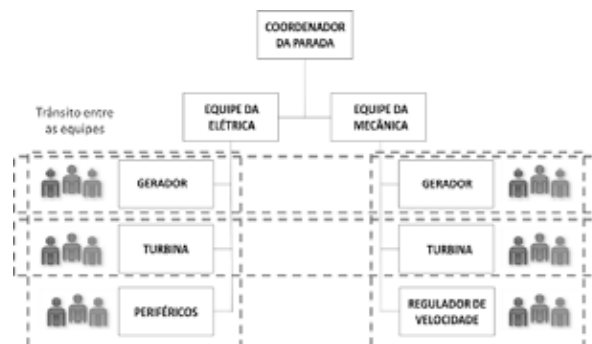 COORDENADOR
DA PARADA
Trânsito entre
as equipes
EQUIPE DA
ELÉTRICA
EQUIPE DA
MECÂNICA
GERADOR
GERADOR
TURBINA
TURBINA
PERIFÉRICOS
REGULADOR DE
VELOCIDADE